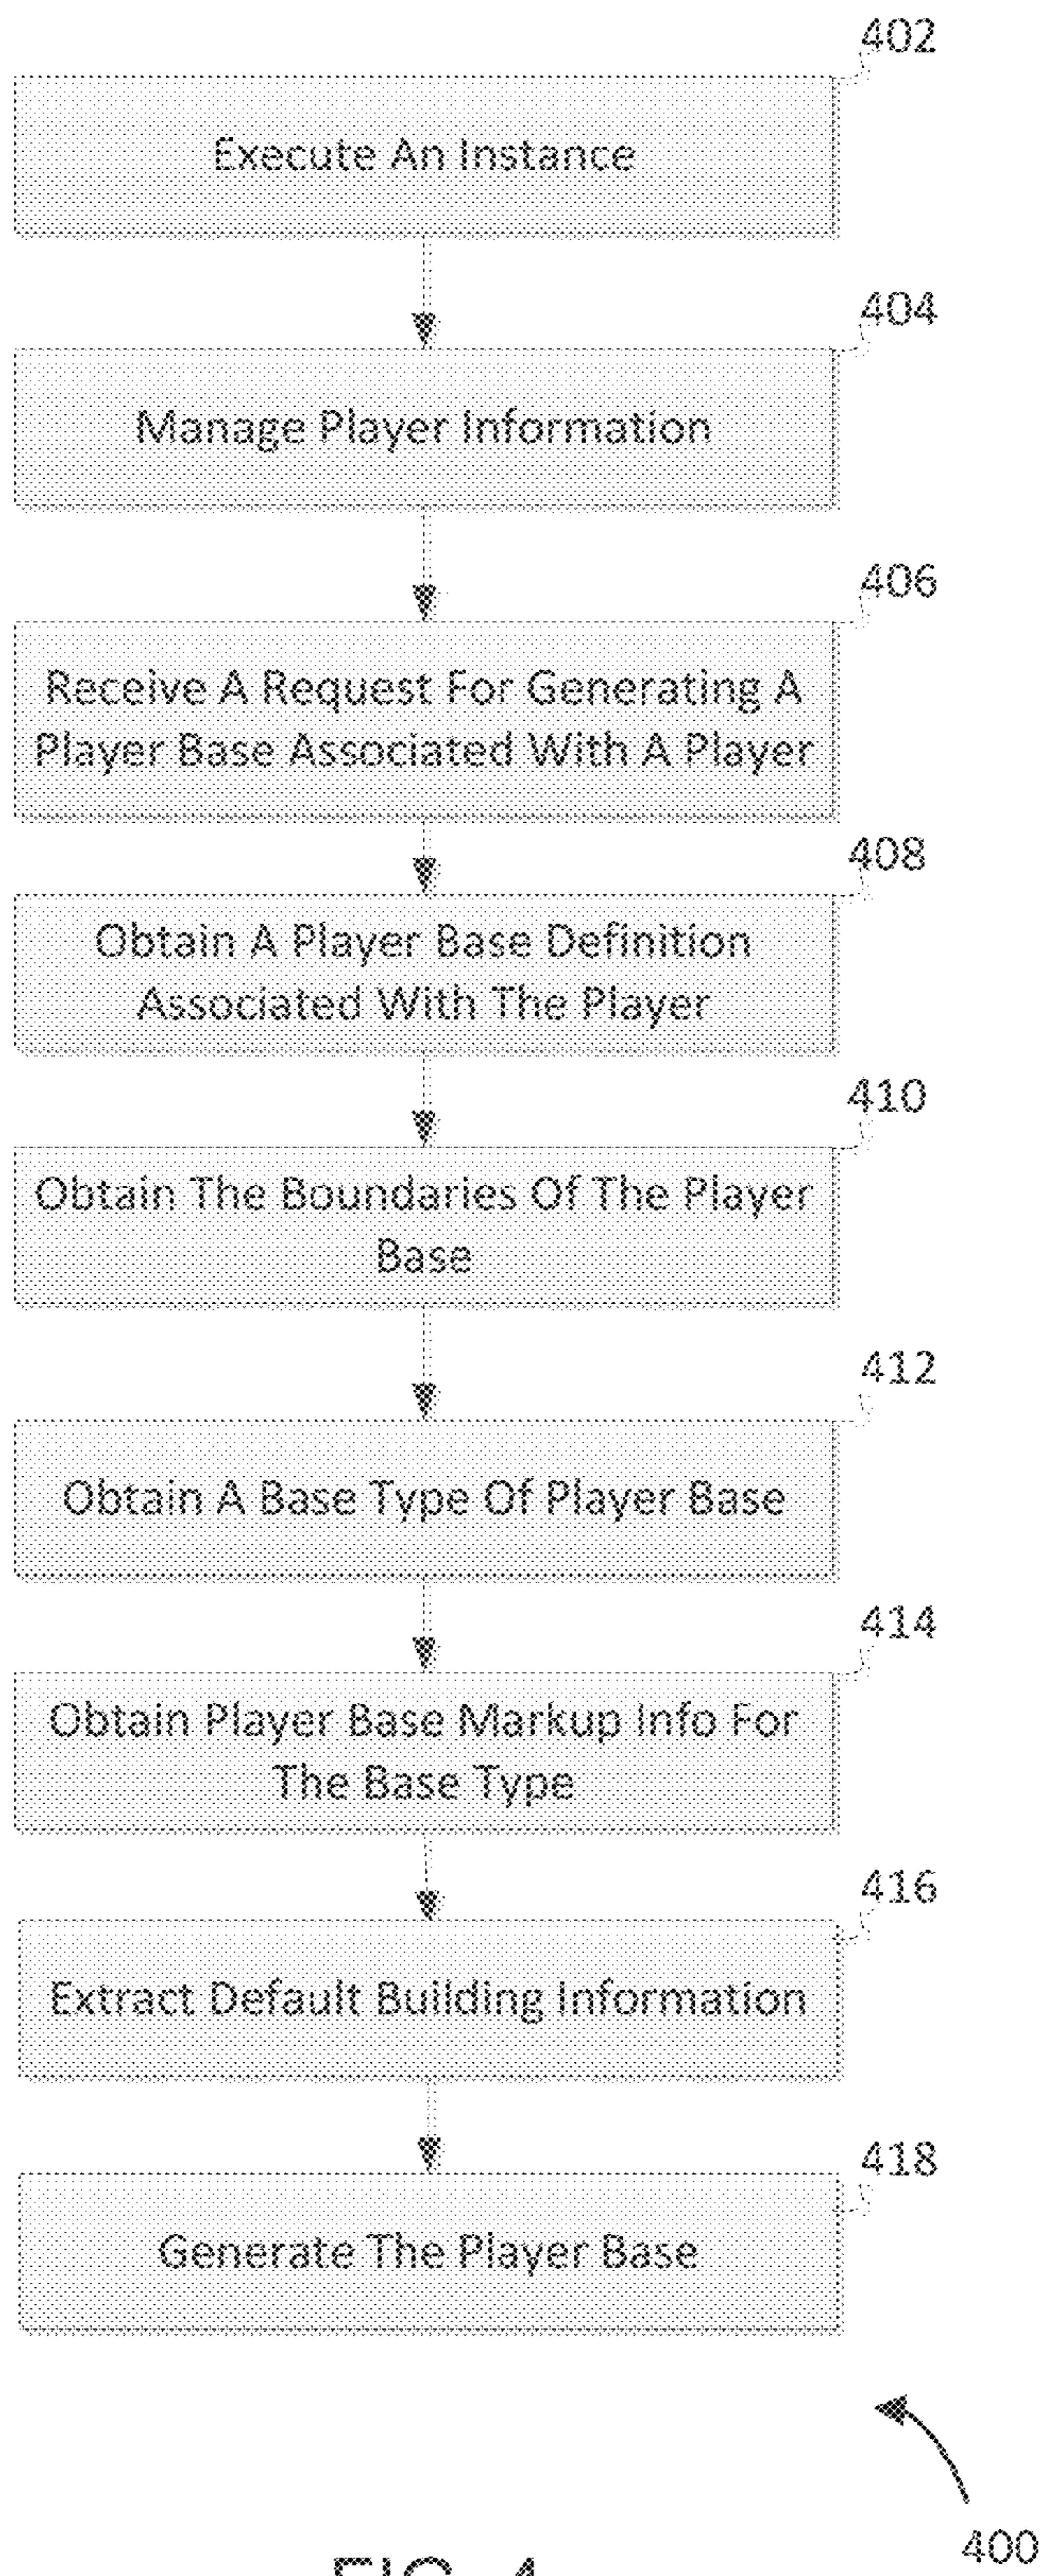 402
Execute An Instance
404
Manage Player Information
406
Receive A Request For Generating A
Player Base Associated With A Player
408
Obtain A Player Base Definition
Associated With The Player
410
Obtain The Boundaries Of The Player
Base
412
Obtain A Base Type Of Player Base
414
Obtain Player Base Markup Info For
The Base Type
416
Extract Default Building Information
418
Generate The Player Base
400
FIG. 4